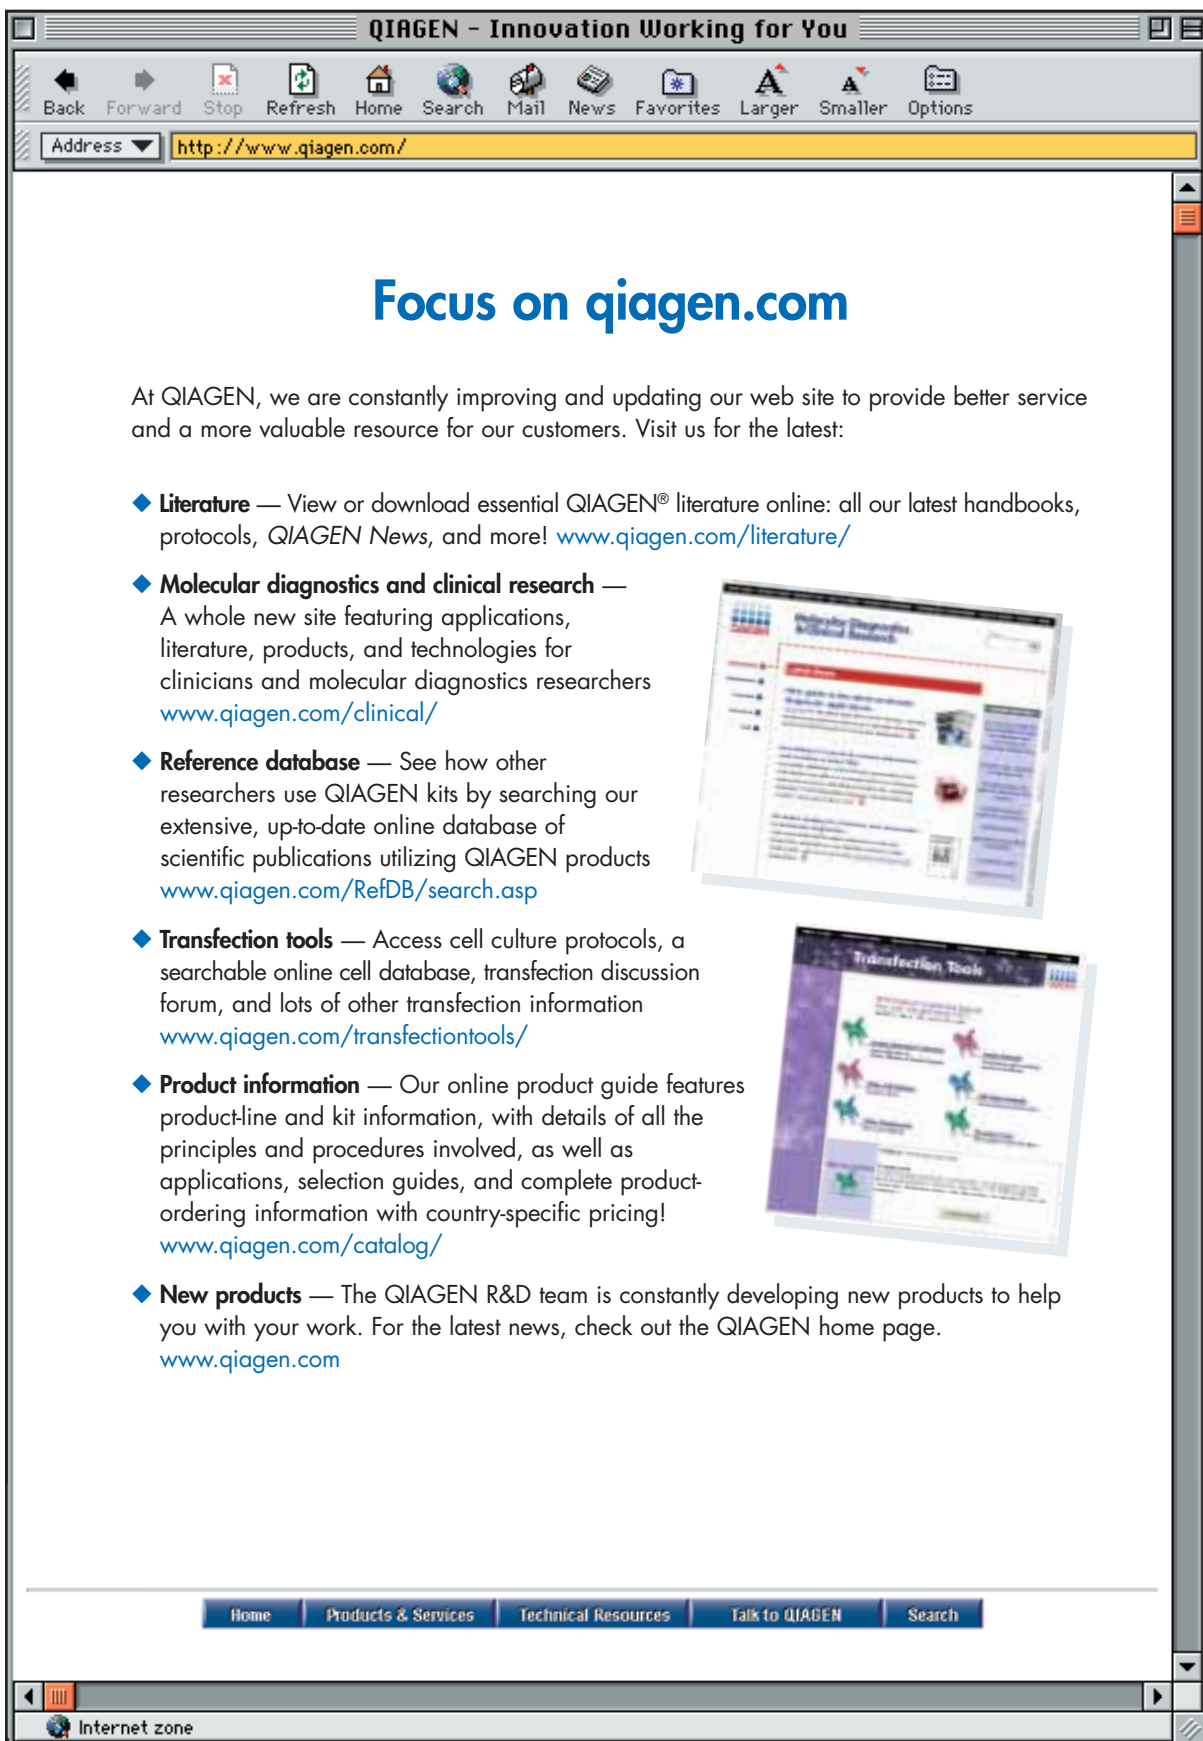 QIAGEN – Innovation Working for You
Back Forward Stop Refresh Home Search Mail News Favorites Larger Smaller Options
Address http://www.qiagen.com/
Focus on qiagen.com
At QIAGEN, we are constantly improving and updating our web site to provide better service
and a more valuable resource for our customers. Visit us for the latest:
◆ Literature — View or download essential QIAGEN® literature online: all our latest handbooks,
protocols, QIAGEN News, and more! www.qiagen.com/literature/
◆ Molecular diagnostics and clinical research —
A whole new site featuring applications,
literature, products, and technologies for
clinicians and molecular diagnostics researchers
www.qiagen.com/clinical/
◆ Reference database — See how other
researchers use QIAGEN kits by searching our
extensive, up-to-date online database of
scientific publications utilizing QIAGEN products
www.qiagen.com/RefDB/search.asp
◆ Transfection tools — Access cell culture protocols, a
searchable online cell database, transfection discussion
forum, and lots of other transfection information
www.qiagen.com/transfectiontools/
◆ Product information — Our online product guide features
product-line and kit information, with details of all the
principles and procedures involved, as well as
applications, selection guides, and complete product-
ordering information with country-specific pricing!
www.qiagen.com/catalog/
◆ New products — The QIAGEN R&D team is constantly developing new products to help
you with your work. For the latest news, check out the QIAGEN home page.
www.qiagen.com
Molecular Diagnostics
& Clinical Research
Transfection Tools
Home Products & Services Technical Resources Talk to QIAGEN Search
Internet zone